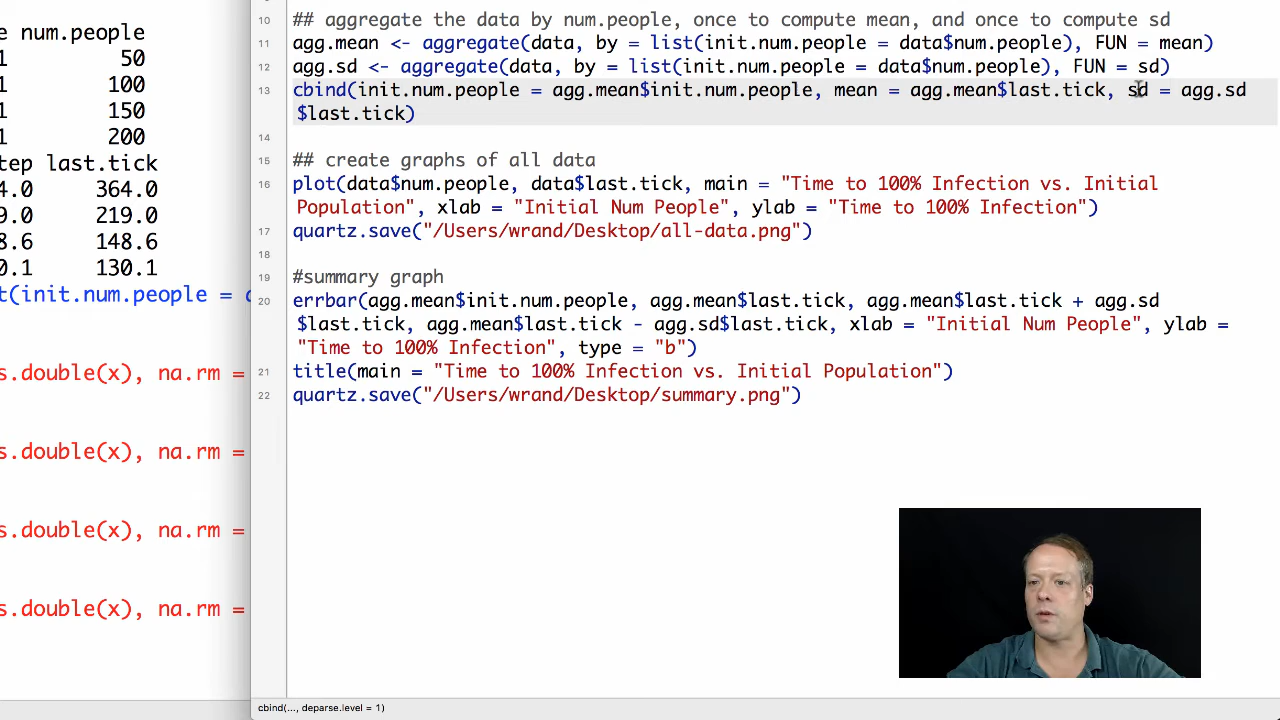 e num.people
1 50
1 100
1 150
1 200
tep last.tick
4.0 364.0
9.0 219.0
8.6 148.6
0.1 130.1
t(init.num.people =
s.double(x), na.rm =
s.double(x), na.rm =
s.double(x), na.rm =
s.double(x), na.rm =
10 ## aggregate the data by num.people, once to compute mean, and once to compute sd
11 agg.mean <- aggregate(data, by = list(init.num.people = data$num.people), FUN = mean)
12 agg.sd <- aggregate(data, by = list(init.num.people = data$num.people), FUN = sd)
13 cbind(init.num.people = agg.mean$init.num.people, mean = agg.mean$last.tick, sd = agg.sd
$last.tick)
14
15 ## create graphs of all data
16 plot(data$num.people, data$last.tick, main = "Time to 100% Infection vs. Initial
Population", xlab = "Initial Num People", ylab = "Time to 100% Infection")
17 quartz.save("/Users/wrand/Desktop/all-data.png")
18
19 #summary graph
20 errbar(agg.mean$init.num.people, agg.mean$last.tick, agg.mean$last.tick + agg.sd
$last.tick, agg.mean$last.tick - agg.sd$last.tick, xlab = "Initial Num People", ylab =
"Time to 100% Infection", type = "b")
21 title(main = "Time to 100% Infection vs. Initial Population")
22 quartz.save("/Users/wrand/Desktop/summary.png")
cbind(..., deparse.level = 1)